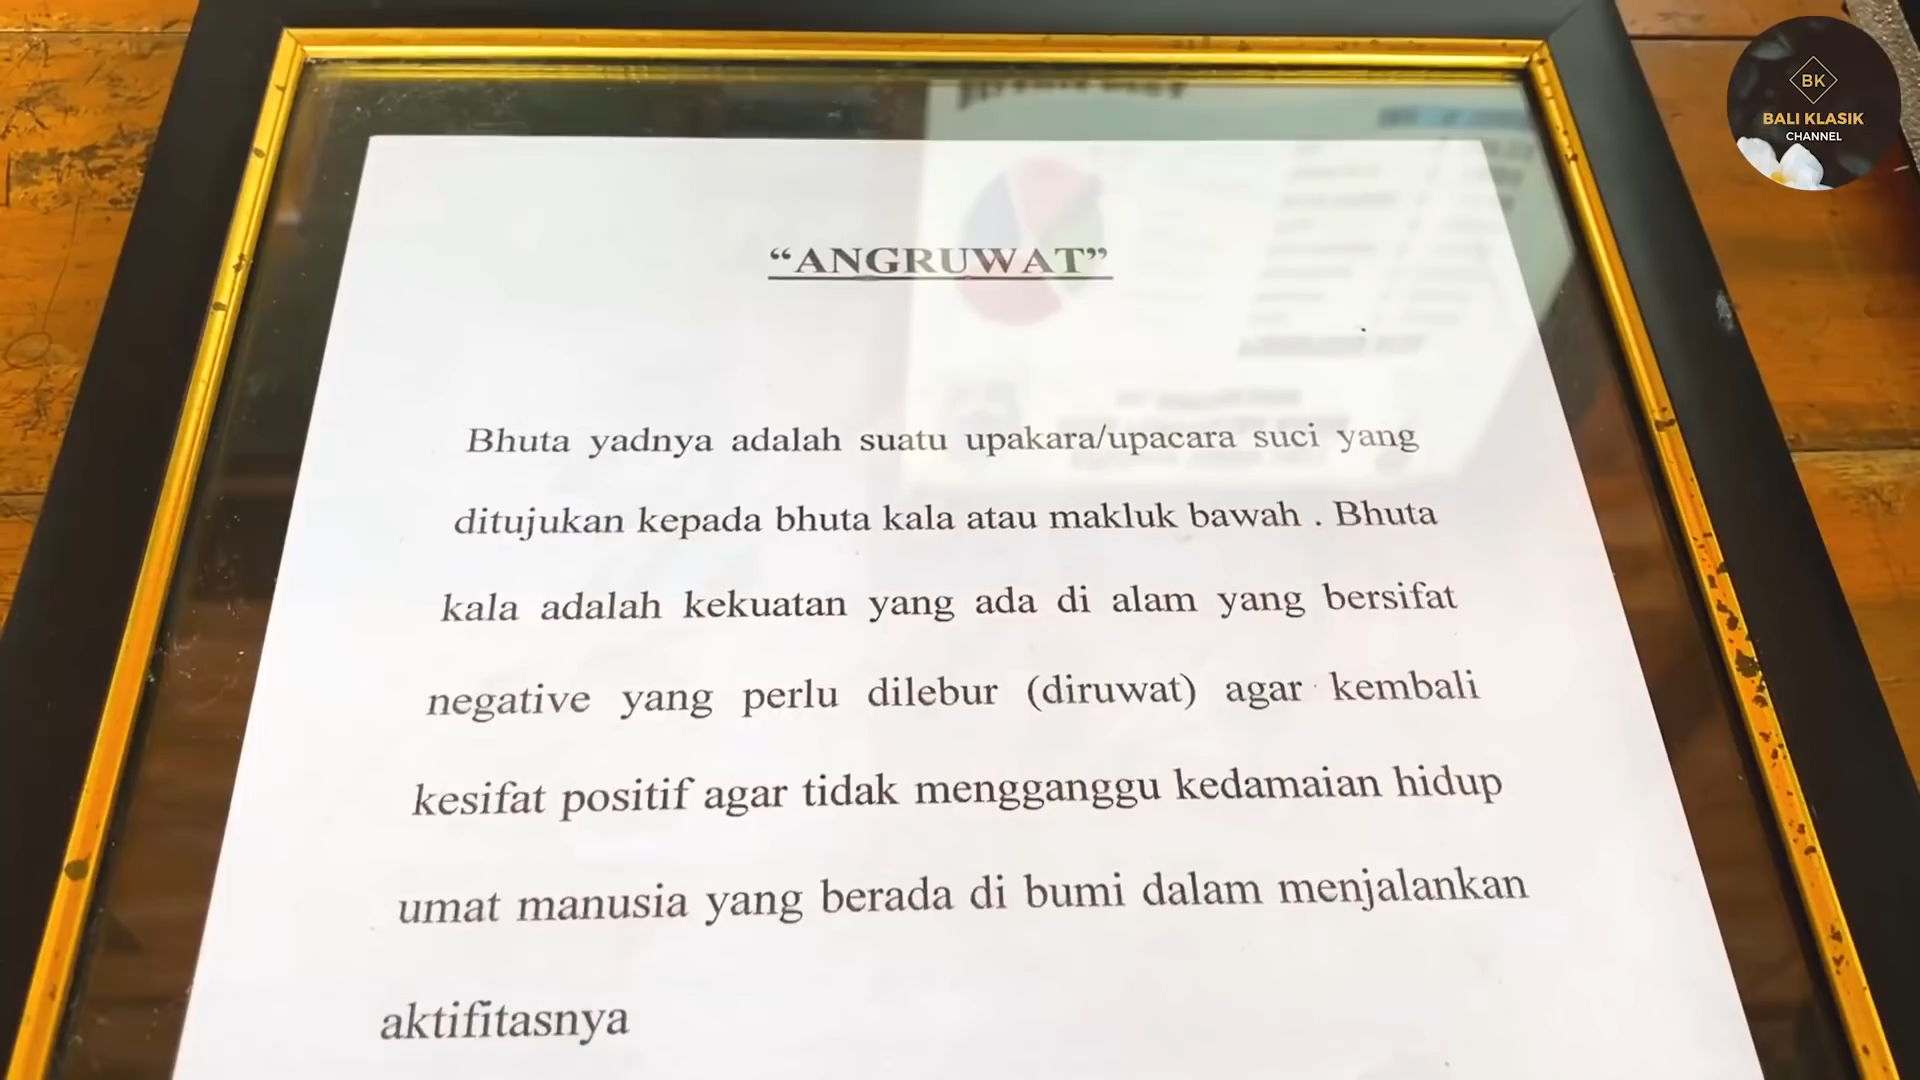 BK
BALI KLASIK
CHANNEL
“ANGRUWAT”
Bhuta yadnya adalah suatu upakara/upacara suci yang
ditujukan kepada bhuta kala atau makluk bawah . Bhuta
kala adalah kekuatan yang ada di alam yang bersifat
negative yang perlu dilebur (diruwat) agar kembali
kesifat positif agar tidak mengganggu kedamaian hidup
umat manusia yang berada di bumi dalam menjalankan
aktifitasnya